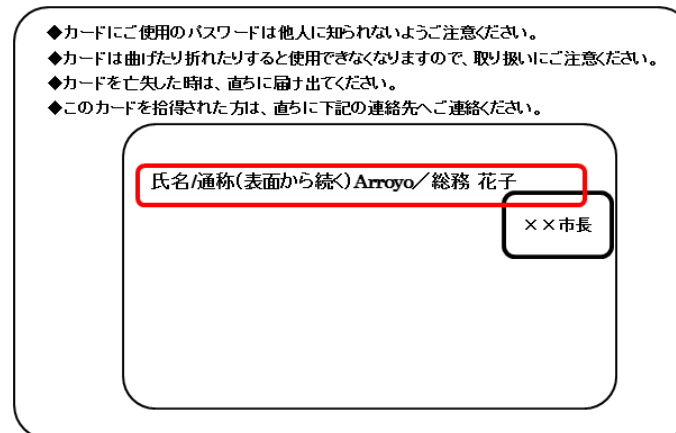 ◆カードにご使用のパスワードは他人に知られないようご注意ください。
◆カードは曲げたり折れたりすると使用できなくなりますので、取り扱いにご注意ください。
◆カードを亡失した時は、直ちに届け出てください。
◆このカードを拾得された方は、直ちに下記の連絡先へご連絡ください。
氏名/通称(表面から続く)Arroyo／総務 花子
××市長